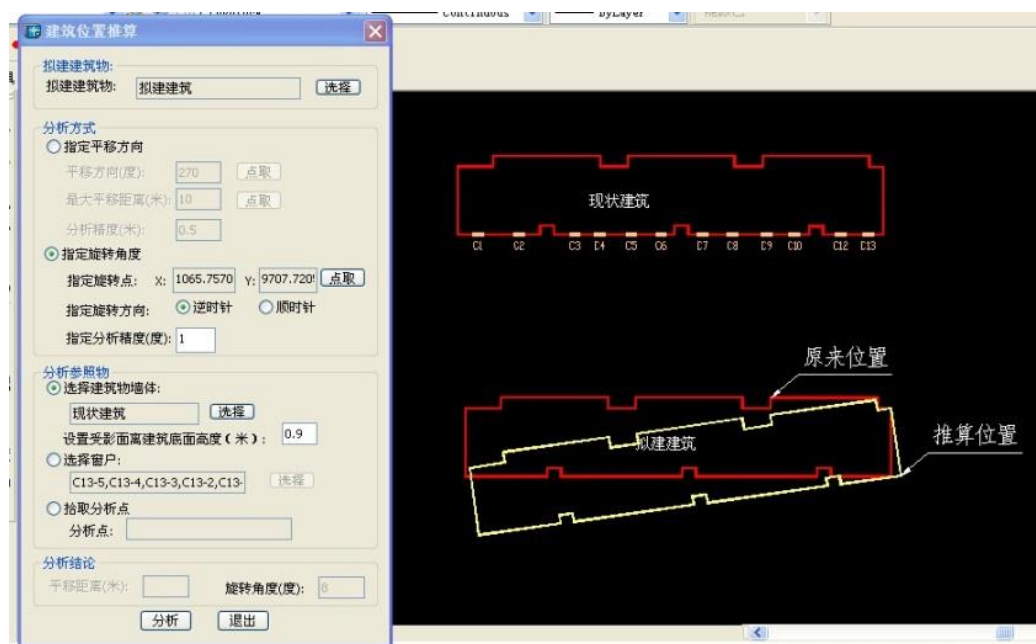 Continuous
ByLayer
建筑位置推算
拟建建筑物:
拟建建筑物: 拟建建筑 选择
分析方式
指定平移方向
平移方向(度): 270 点取
最大平移距离(米): 10 点取
分析精度(米): 0.5
指定旋转角度
指定旋转点: X: 1065.7570 Y: 9707.720 点取
指定旋转方向: 逆时针 顺时针
指定分析精度(度): 1
分析参照物
选择建筑物墙体:
现状建筑 选择
设置受影面离建筑底面高度(米): 0.9
选择窗户:
C13-5,C13-4,C13-3,C13-2,C13- 选择
拾取分析点
分析点:
分析结论
平移距离(米): 旋转角度(度): 8
分析 退出
现状建筑
C1 C2 C3 C4 C5 C6 C7 C8 C9 C10 C12 C13
原来位置
拟建建筑
推算位置